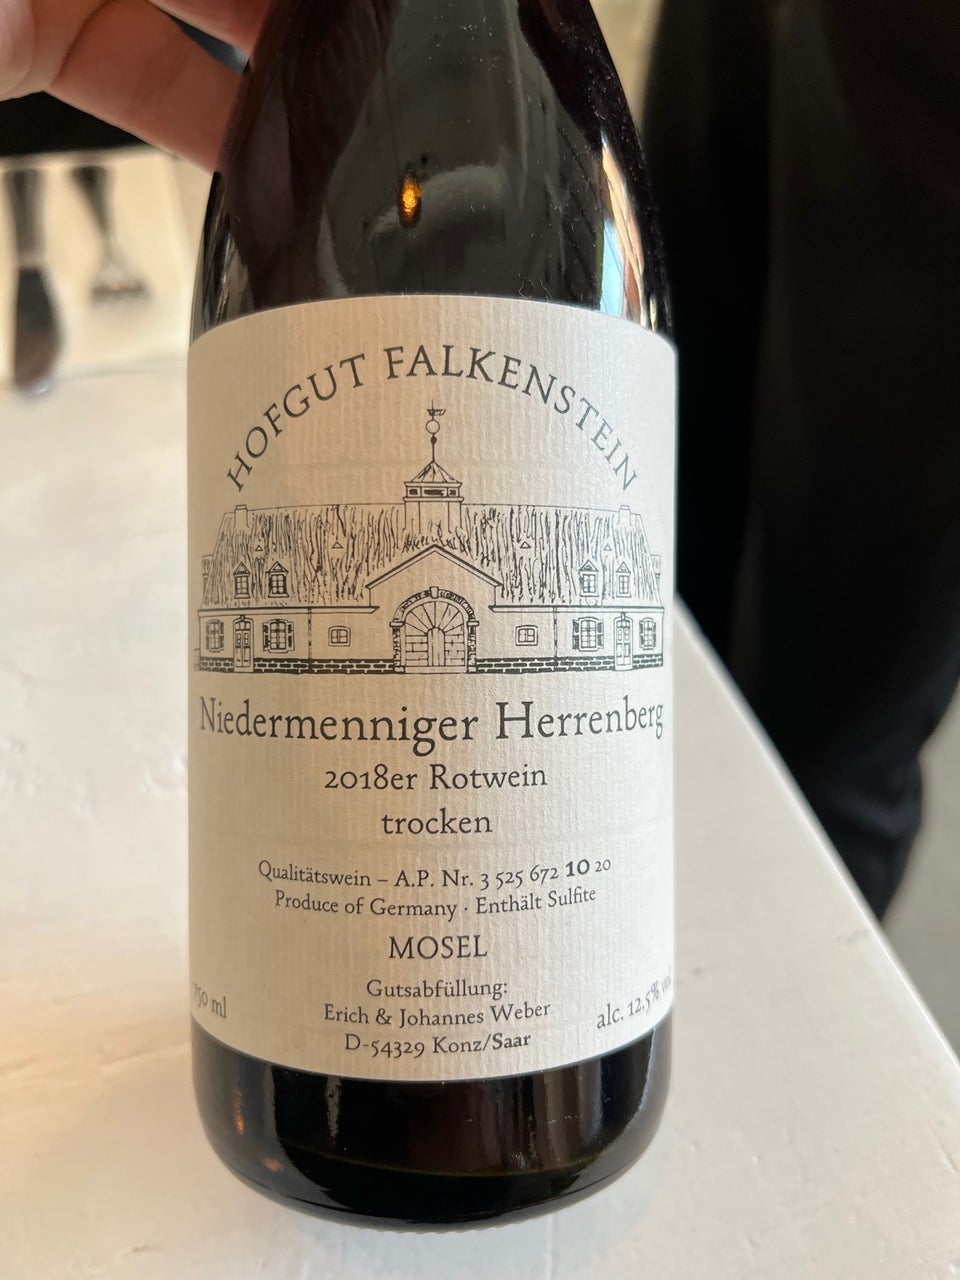 HOFGUT FALKENSTEIN
Niedermenniger Herrenberg
2018er Rotwein
trocken
Qualitätswein – A.P. Nr. 3 525 672 10 20
Produce of Germany · Enthält Sulfite
MOSEL
750 ml
Gutsabfüllung:
Erich & Johannes Weber
D-54329 Konz/Saar
alc. 12.5% vol.